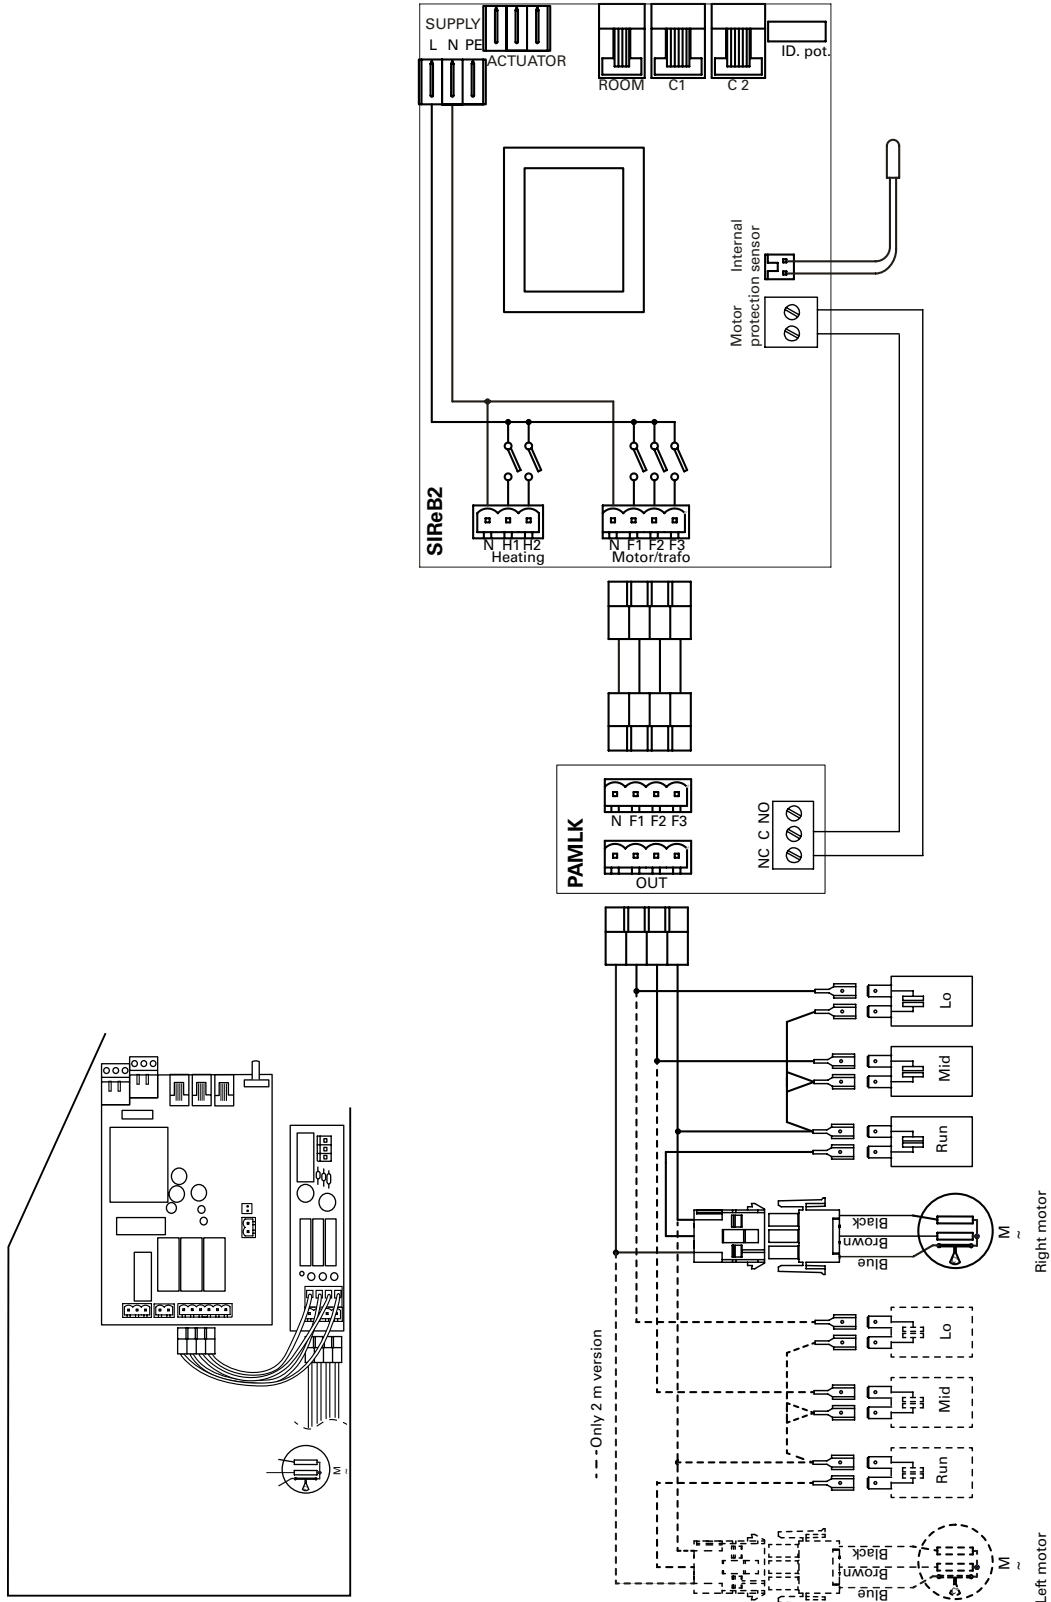 SUPPLY
L N PE
ACTUATOR
ROOM
C1
C 2
ID. pot.
Internal
protection sensor
Motor
SIReB2
N H1 H2
Heating
N F1 F2 F3
Motor/trafo
PAMLK
N F1 F2 F3
OUT
NC C NO
Lo
Mid
Run
Black
Brown
Blue
M
~
Right motor
Only 2 m version
Lo
Mid
Run
Black
Brown
Blue
M
~
Left motor
M
~